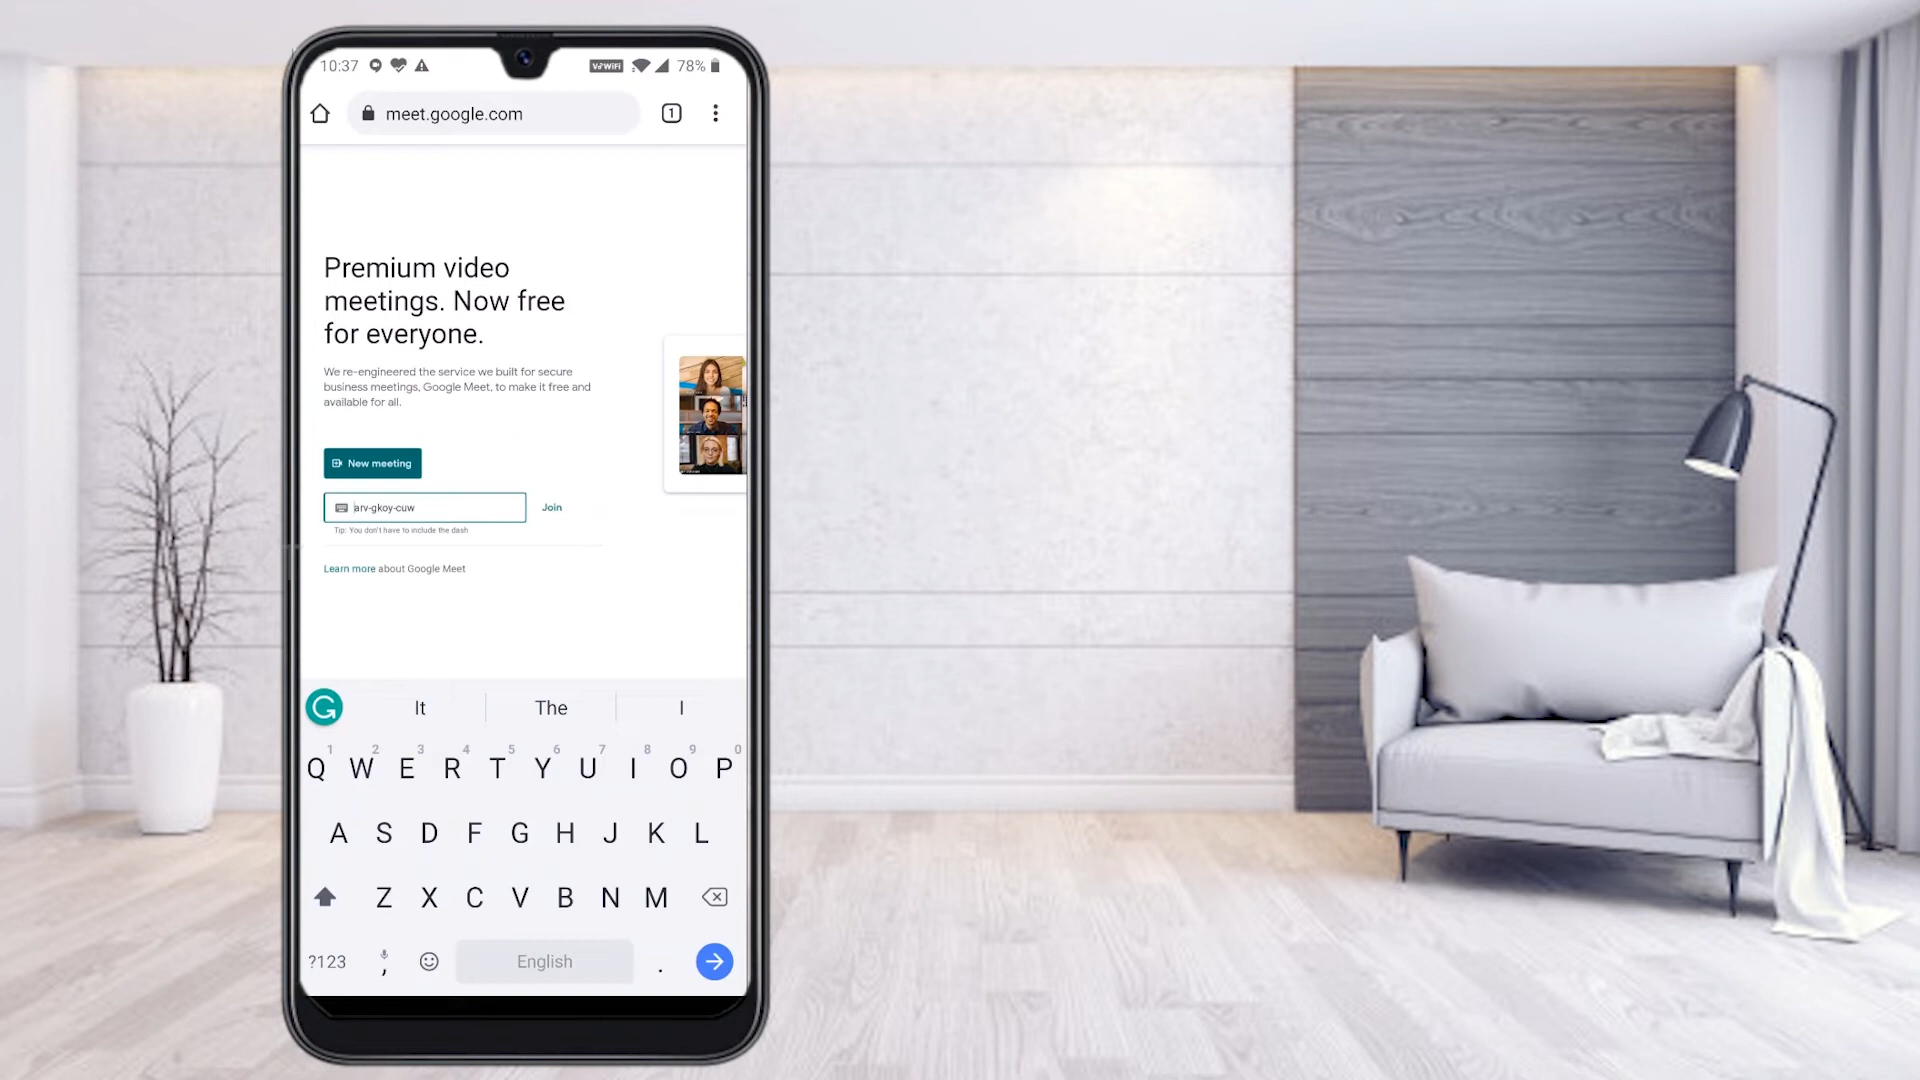 10:37 VoWiFi 78%
meet.google.com 1
Premium video
meetings. Now free
for everyone.
We re-engineered the service we built for secure
business meetings, Google Meet, to make it free and
available for all.
New meeting
arv-gkoy-cuw Join
Tip: You don't have to include the dash
Learn more about Google Meet
It The I
1 2 3 4 5 6 7 8 9 0
Q W E R T Y U I O P
A S D F G H J K L
Z X C V B N M
?123 , English .